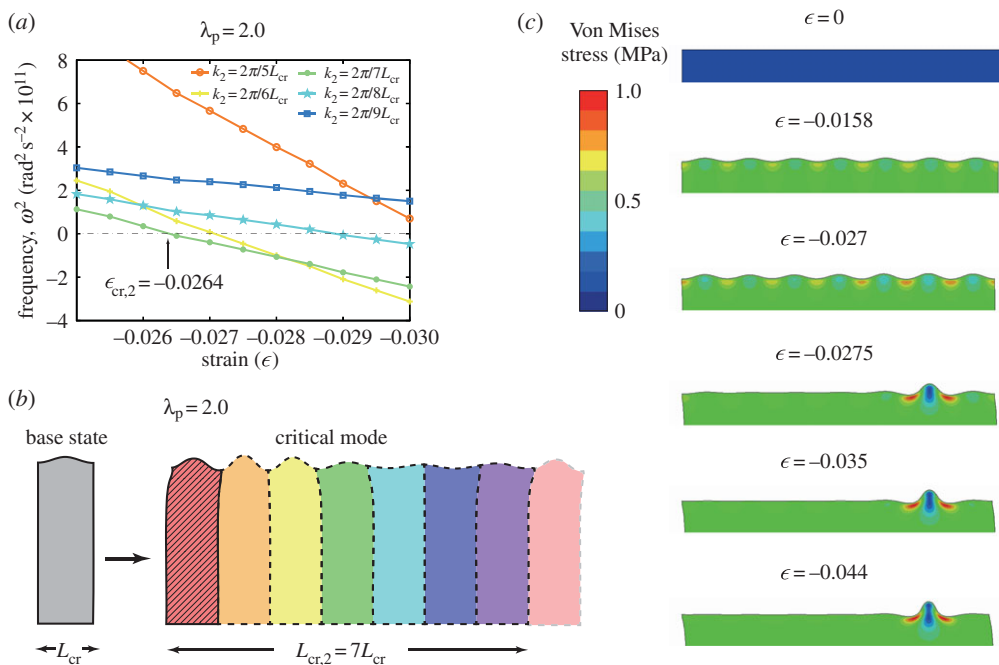 (a)
λp = 2.0
8
6
4
2
0
–2
–4
frequency, ω² (rad² s⁻² × 10¹¹)
k₂ = 2π/5Lcr
k₂ = 2π/6Lcr
k₂ = 2π/7Lcr
k₂ = 2π/8Lcr
k₂ = 2π/9Lcr
ϵcr,2 = –0.0264
–0.026 –0.027 –0.028 –0.029 –0.030
strain (ϵ)
(b)
λp = 2.0
base state
critical mode
Lcr
Lcr,2 = 7Lcr
(c)
Von Mises
stress (MPa)
1.0
0.5
0
ϵ = 0
ϵ = –0.0158
ϵ = –0.027
ϵ = –0.0275
ϵ = –0.035
ϵ = –0.044